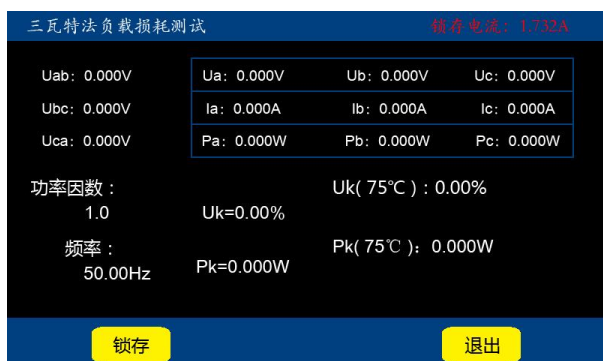 三瓦特法负载损耗测试 锁存电流：1.732A
Uab：0.000V Ua：0.000V Ub：0.000V Uc：0.000V
Ubc：0.000V Ia：0.000A Ib：0.000A Ic：0.000A
Uca：0.000V Pa：0.000W Pb：0.000W Pc：0.000W
功率因数： Uk( 75℃ )：0.00%
1.0 Uk=0.00%
频率： Pk( 75℃ )：0.000W
50.00Hz Pk=0.000W
锁存 退出